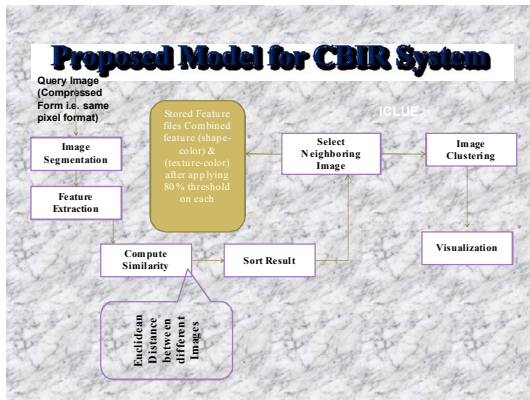 Proposed Model for CBIR System
Query Image
(Compressed
Form i.e. same
pixel format)
Image
Segmentation
Feature
Extraction
Stored Feature
files Combined
feature (shape-
color) &
(texture-color)
after applying
80% threshold
on each
ICLUE
Select
Neighboring
Image
Image
Clustering
Visualization
Compute
Similarity
Sort Result
Euclidean
Distance
between
different
Images